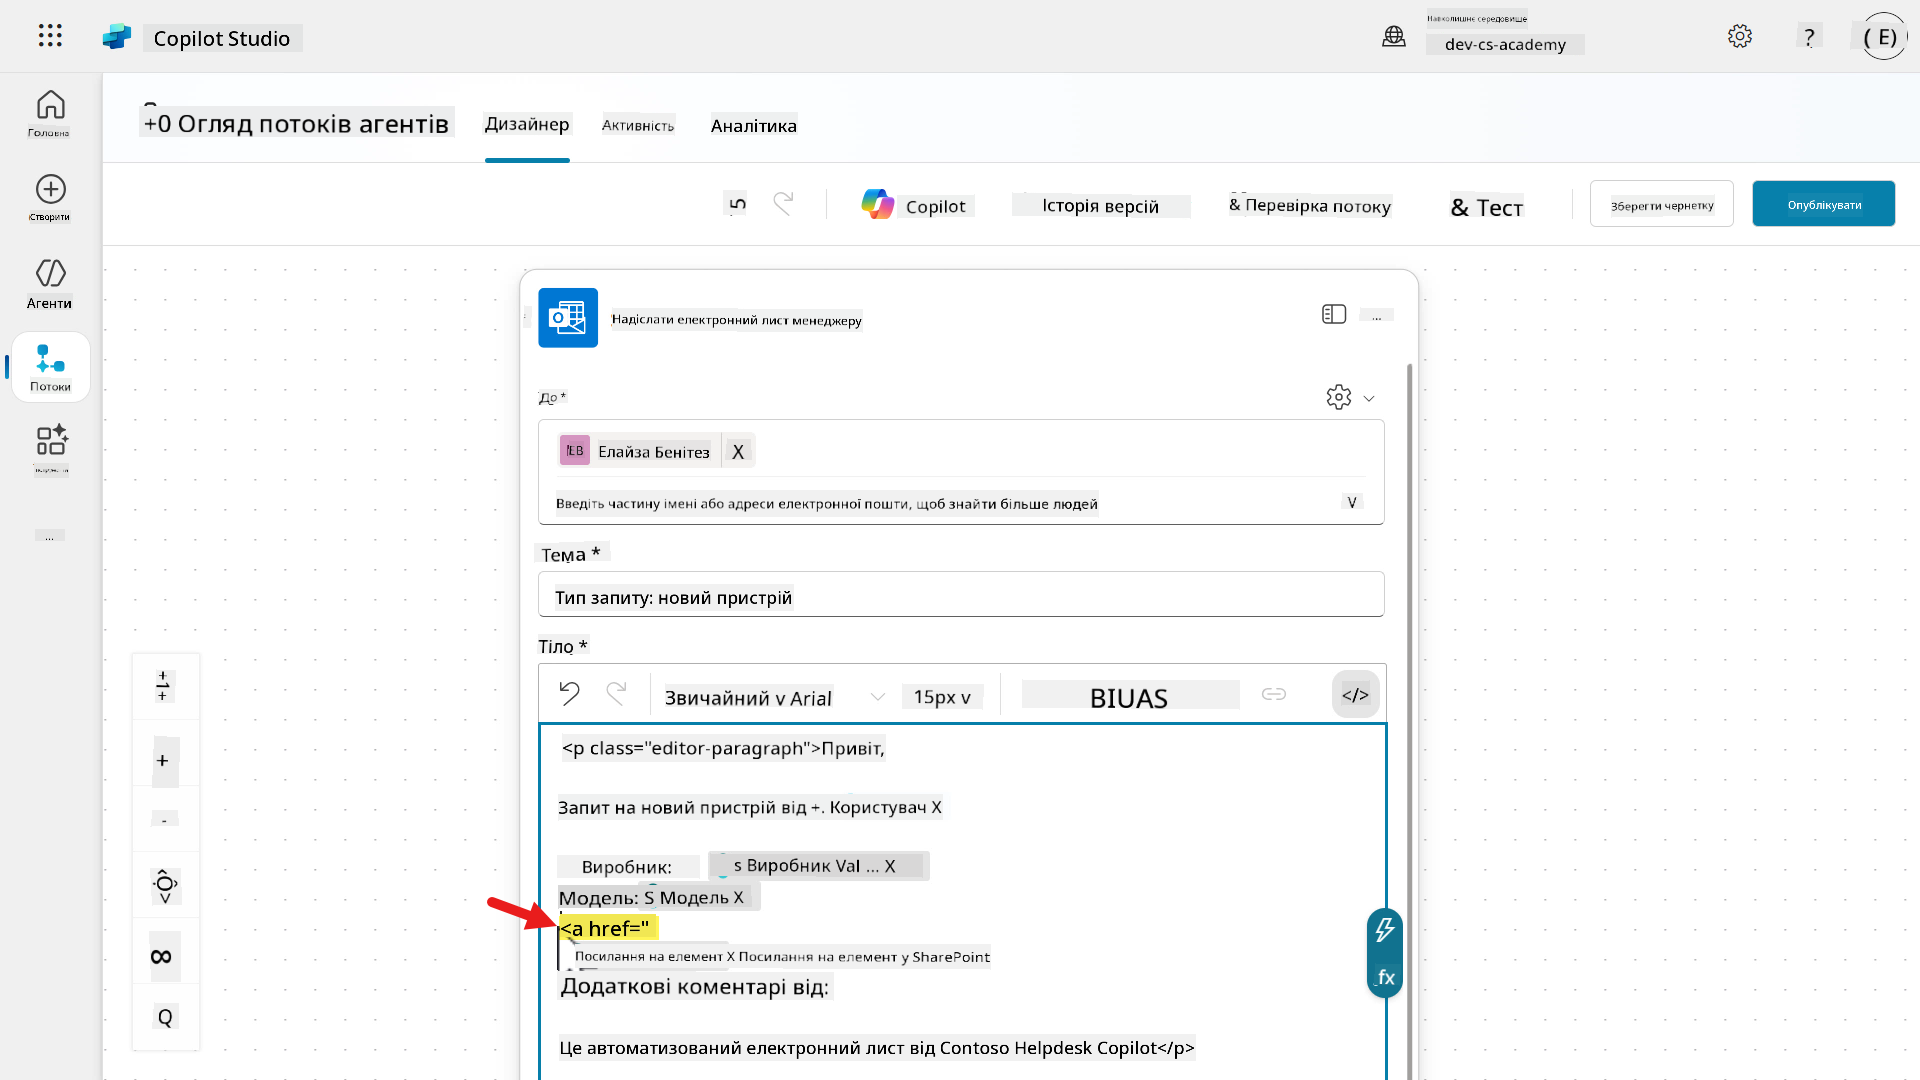 Copilot Studio
Навколишнє середовище
dev-cs-academy
?
( E)
Головна
Створити
Агенти
Потоки
...
+0 Огляд потоків агентів
Дизайнер
Активність
Аналітика
5
Copilot
Історія версій
& Перевірка потоку
& Тест
Зберегти чернетку
Опублікувати
Надіслати електронний лист менеджеру
...
До *
ЕВ Елайза Бенітез X
Введіть частину імені або адреси електронної пошти, щоб знайти більше людей
V
Тема *
Тип запиту: новий пристрій
Тіло *
Звичайний v Arial
15px v
BIUAS
</>
<p class="editor-paragraph">Привіт,
Запит на новий пристрій від +. Користувач X
Виробник: s Виробник Val ... X
Модель: S Модель X
<a href="
Посилання на елемент X Посилання на елемент у SharePoint
Додаткові коментарі від:
Це автоматизований електронний лист від Contoso Helpdesk Copilot</p>
fx
+1+
+
-
Q